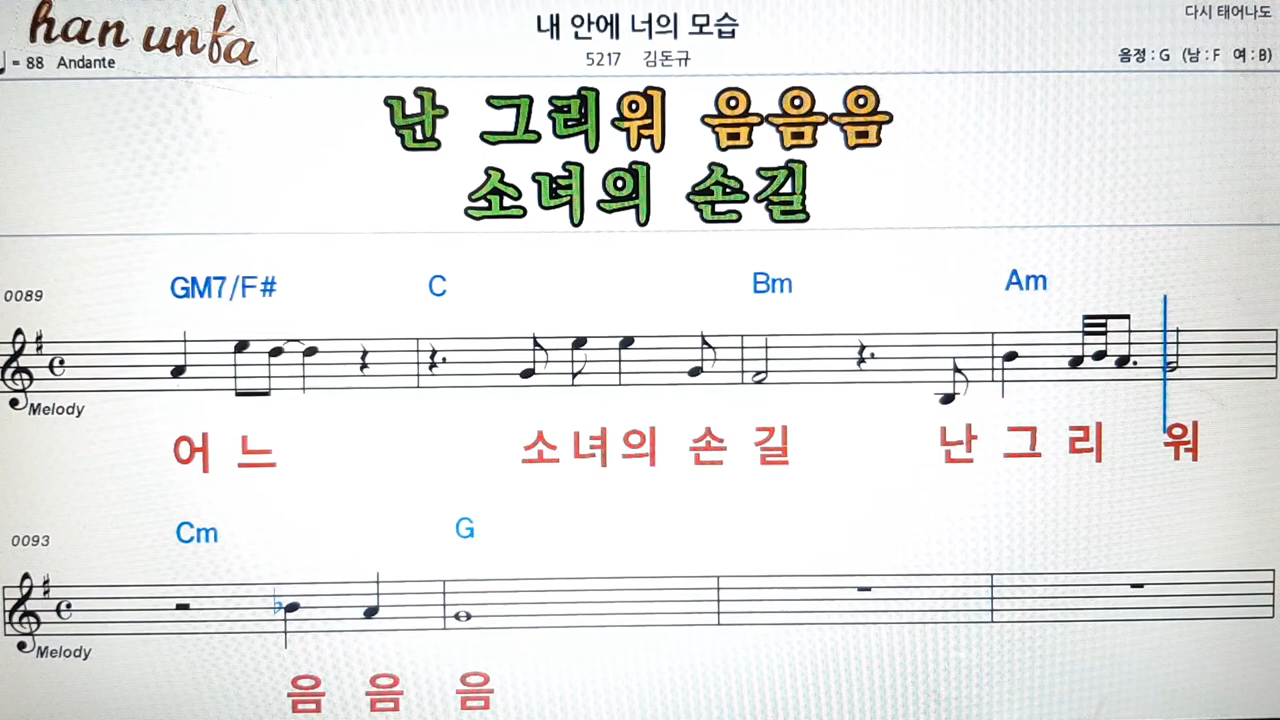 han unta
내 안에 너의 모습
다시 태어나도
= 88 Andante
5217 김돈규
음정 : G (남 : F 여 : B)
난 그리워 음음음
소녀의 손길
GM7/F# C Bm Am
0089
Melody
어 느 소 녀 의 손 길 난 그 리 워
Cm G
0093
Melody
음 음 음